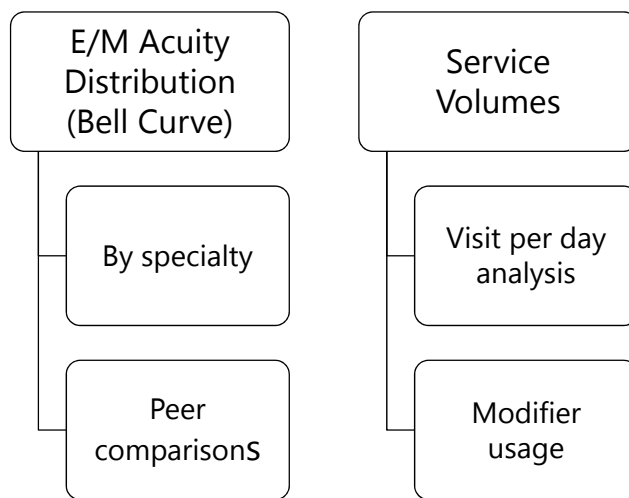 E/M Acuity
Distribution
(Bell Curve)
By specialty
Peer
comparisons
Service
Volumes
Visit per day
analysis
Modifier
usage